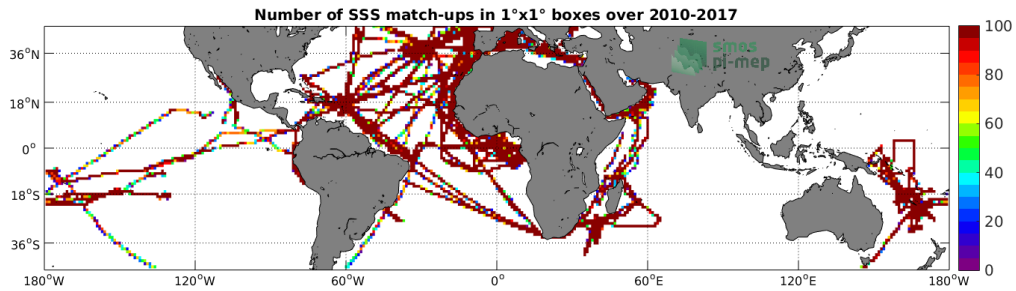 Number of SSS match-ups in 1°x1° boxes over 2010-2017
smos
pi-mep
36°N
18°N
0°
18°S
36°S
180°W
120°W
60°W
0°
60°E
120°E
180°W
100
80
60
40
20
0